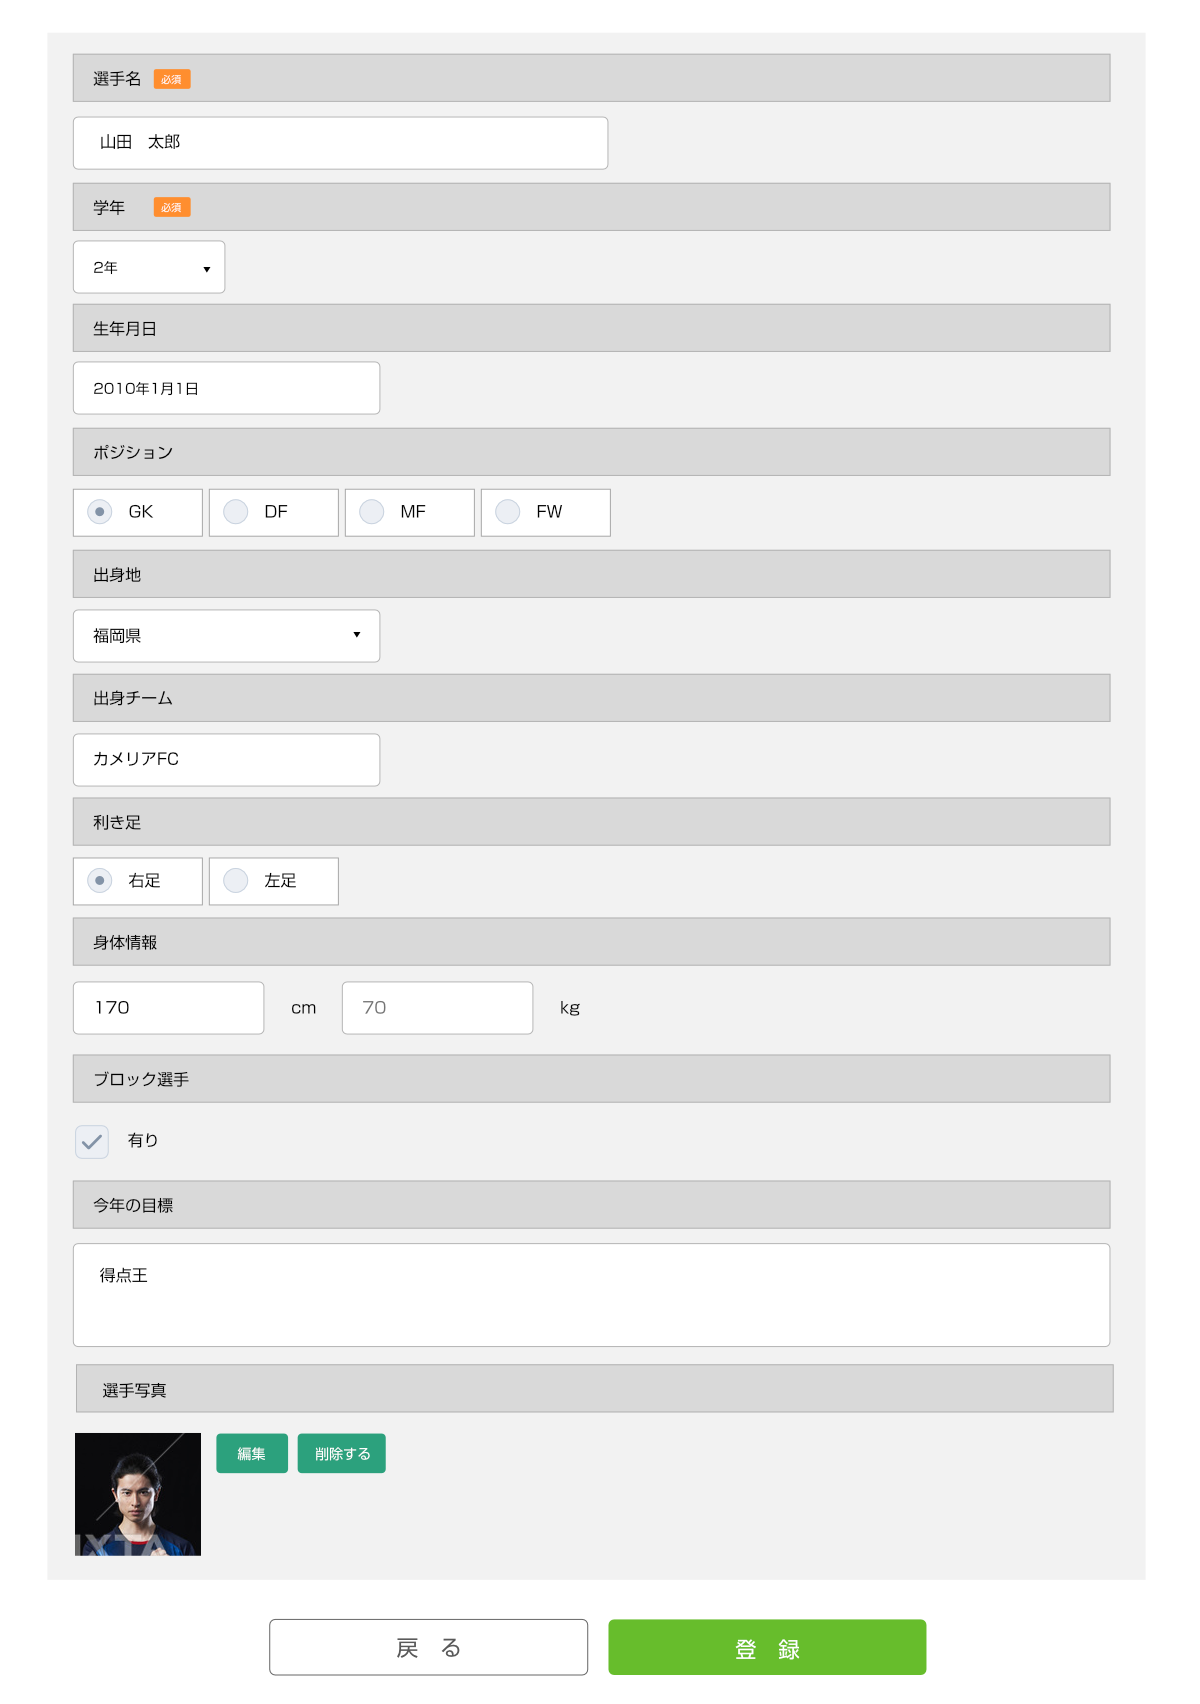 選手名 必須
山田　太郎
学年 必須
2年 ▼
生年月日
2010年1月1日
ポジション
GK DF MF FW
出身地
福岡県 ▼
出身チーム
カメリアFC
利き足
右足 左足
身体情報
170 cm 70 kg
ブロック選手
有り
今年の目標
得点王
選手写真
編集 削除する
IXTA
戻　る 登　録